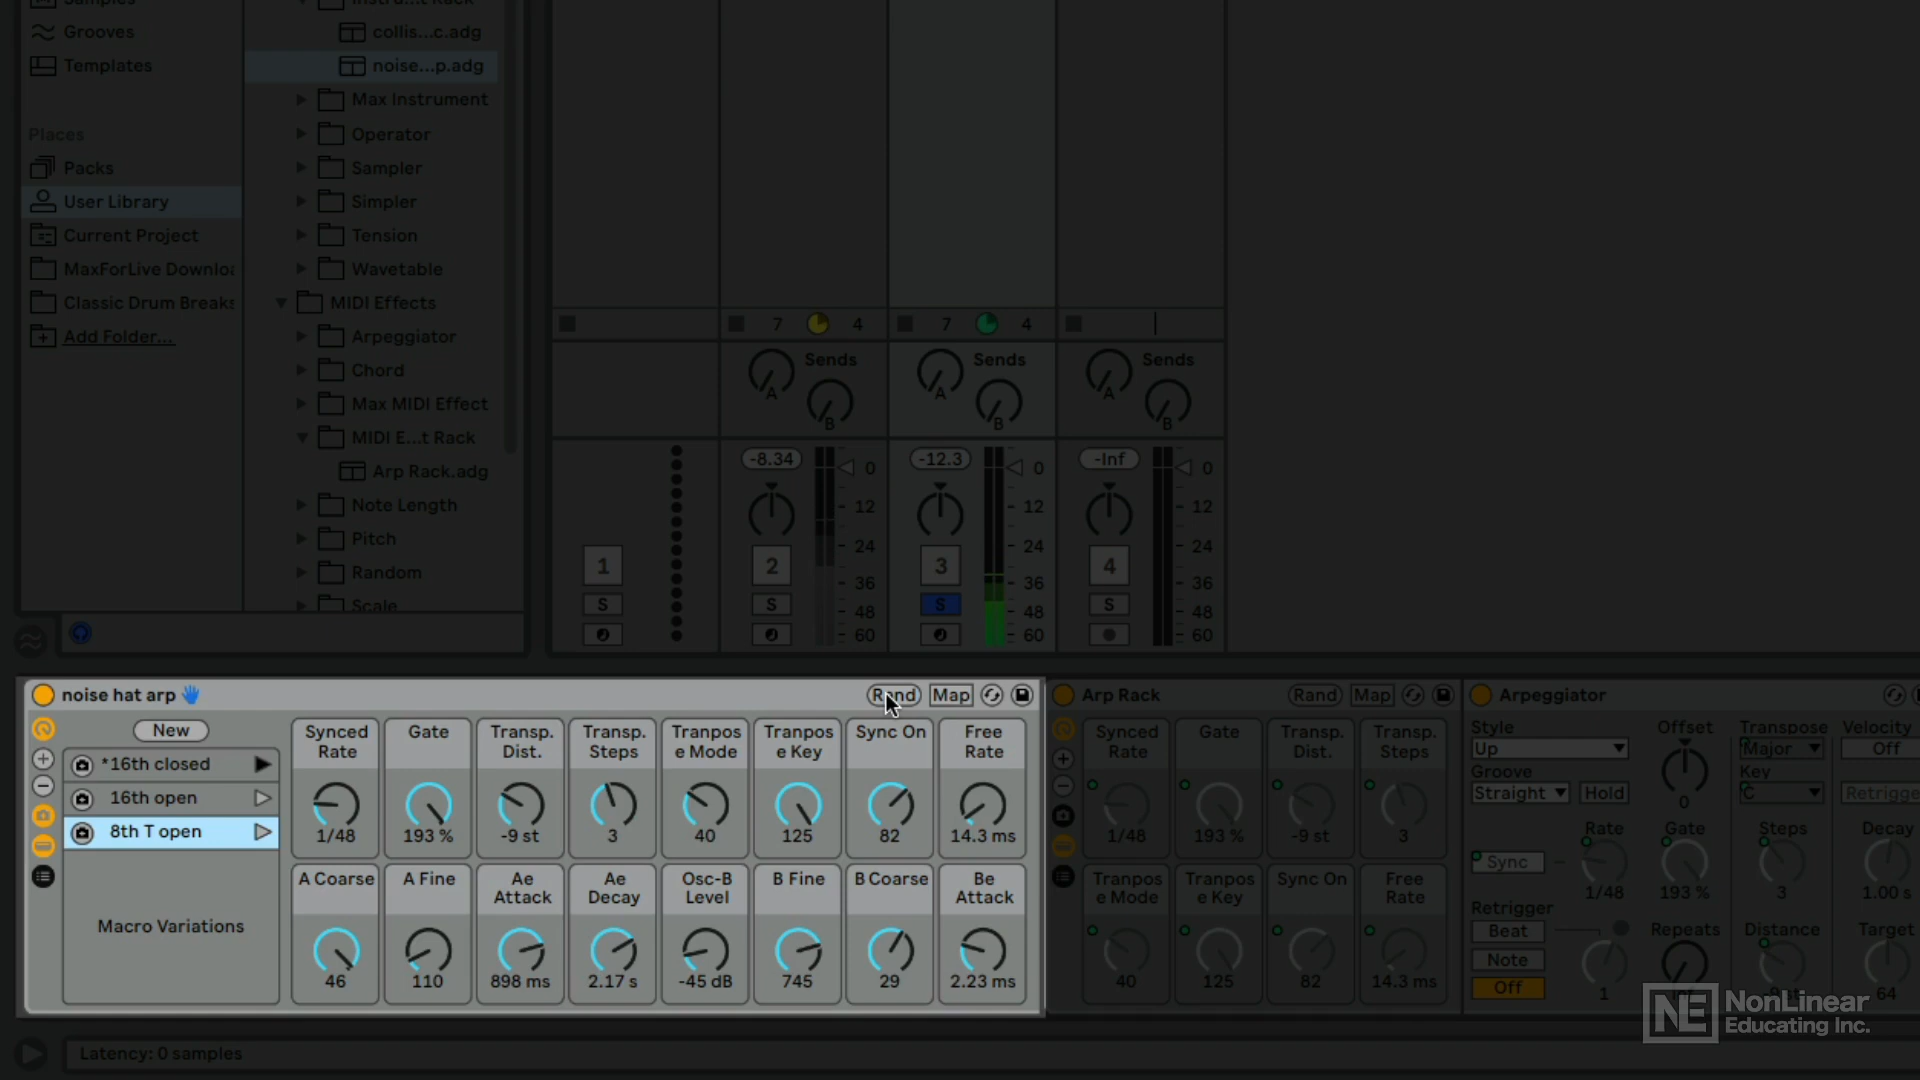 Samples
Instru...t Rack
Grooves
collis...c.adg
Templates
noise...p.adg
Max Instrument
Places
Operator
Packs
Sampler
User Library
Simpler
Current Project
Tension
MaxForLive Downloa
Wavetable
Classic Drum Breaks
MIDI Effects
Add Folder...
Arpeggiator
Chord
Max MIDI Effect
MIDI E...t Rack
Arp Rack.adg
Note Length
Pitch
Random
Scale
7 4 7 4
Sends Sends Sends
A A A
B B B
-8.34 -12.3 -Inf
0 0 0
12 12 12
24 24 24
1 2 3 4
36 36 36
S S S S
48 48 48
60 60 60
noise hat arp
Rand Map
New
*16th closed
16th open
8th T open
Macro Variations
Synced Rate
1/48
Gate
193 %
Transp. Dist.
-9 st
Transp. Steps
3
Tranpos e Mode
40
Tranpos e Key
125
Sync On
82
Free Rate
14.3 ms
A Coarse
46
A Fine
110
Ae Attack
898 ms
Ae Decay
2.17 s
Osc-B Level
-45 dB
B Fine
745
B Coarse
29
Be Attack
2.23 ms
Arp Rack
Rand Map
Synced Rate
1/48
Gate
193 %
Transp. Dist.
-9 st
Transp. Steps
3
Tranpos e Mode
40
Tranpos e Key
125
Sync On
82
Free Rate
14.3 ms
Arpeggiator
Style
Up
Groove
Straight Hold
Offset
0
Transpose
Major
Key
C
Velocity
Off
Retrigge
Sync
Rate
1/48
Gate
193 %
Steps
3
Decay
1.00 s
Retrigger
Beat
Note
Off
1
Repeats
Distance
Target
64
NE NonLinear
Educating Inc.
Latency: 0 samples